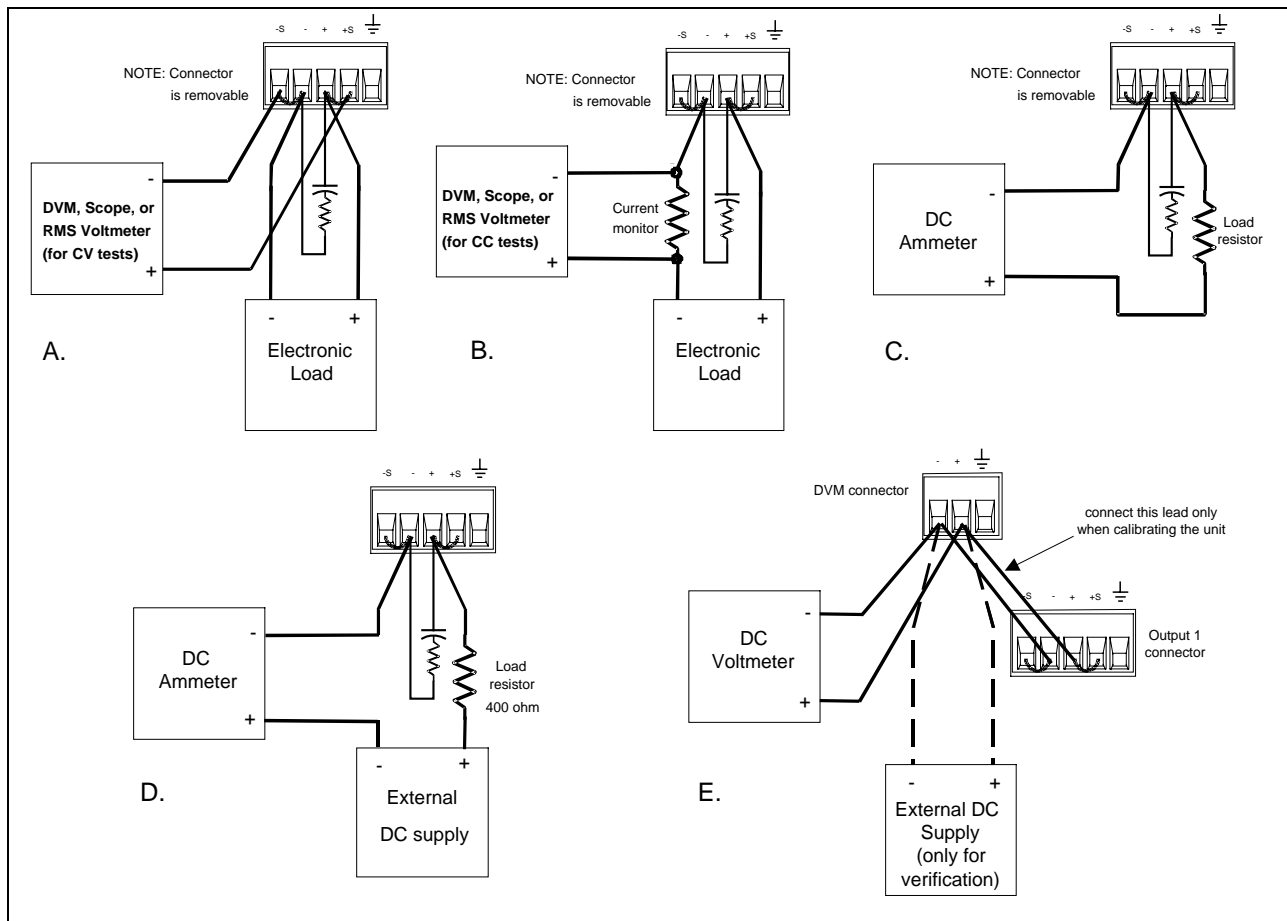 -S - + +S
NOTE: Connector
is removable
-
DVM, Scope, or
RMS Voltmeter
(for CV tests)
+
- +
Electronic
Load
A.
-S - + +S
NOTE: Connector
is removable
-
DVM, Scope, or
RMS Voltmeter
(for CC tests)
+
Current
monitor
- +
Electronic
Load
B.
-S - + +S
NOTE: Connector
is removable
-
DC
Ammeter
+
Load
resistor
C.
-S - + +S
-
DC
Ammeter
+
Load
resistor
400 ohm
- +
External
DC supply
D.
- +
DVM connector
connect this lead only
when calibrating the unit
-S - + +S
Output 1
connector
-
DC
Voltmeter
+
- +
External DC
Supply
(only for
verification)
E.